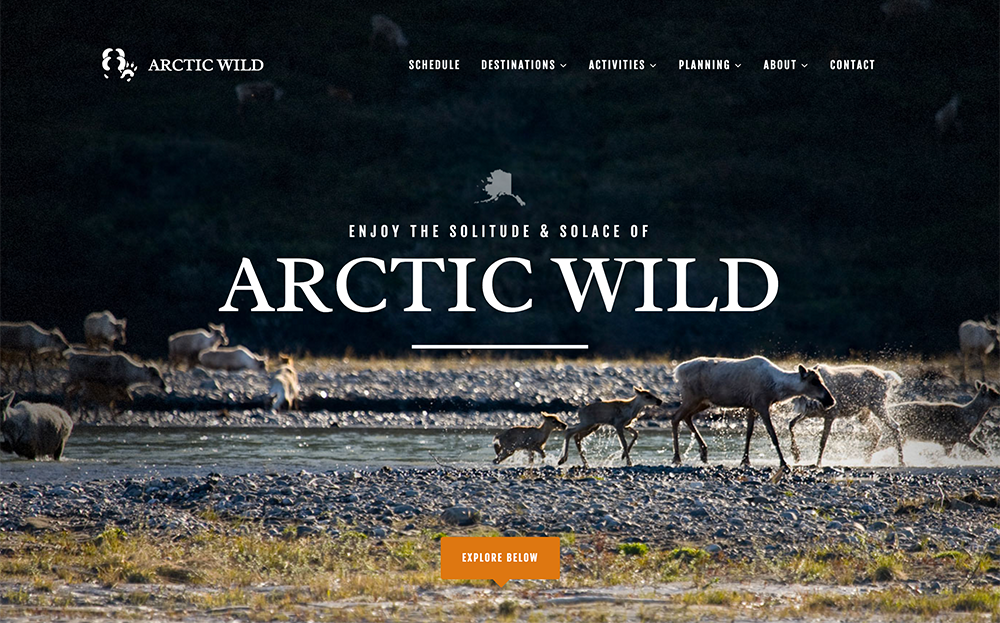 ARCTIC WILD
SCHEDULE DESTINATIONS ACTIVITIES PLANNING ABOUT CONTACT
ENJOY THE SOLITUDE & SOLACE OF
ARCTIC WILD
EXPLORE BELOW